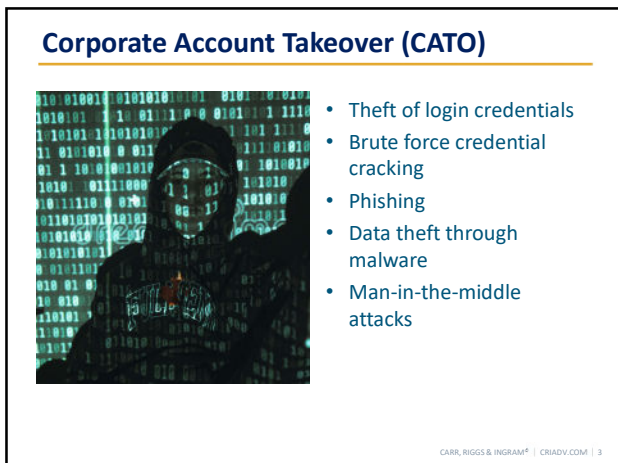 Corporate Account Takeover (CATO)
• Theft of login credentials
• Brute force credential
cracking
• Phishing
• Data theft through
malware
• Man-in-the-middle
attacks
CARR, RIGGS & INGRAM® | CRIADV.COM | 3